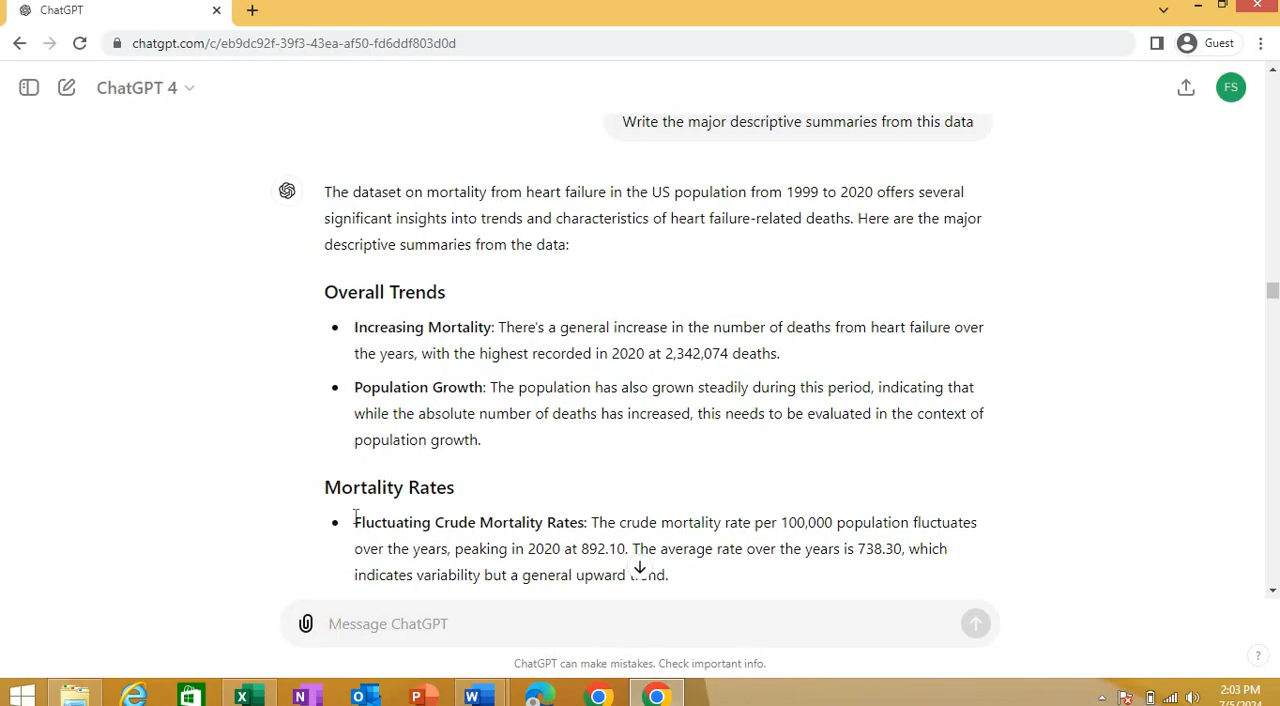 ChatGPT
chatgpt.com/c/eb9dc92f-39f3-43ea-af50-fd6ddf803d0d
Guest
ChatGPT 4
FS
Write the major descriptive summaries from this data
The dataset on mortality from heart failure in the US population from 1999 to 2020 offers several
significant insights into trends and characteristics of heart failure-related deaths. Here are the major
descriptive summaries from the data:
Overall Trends
• Increasing Mortality: There's a general increase in the number of deaths from heart failure over
the years, with the highest recorded in 2020 at 2,342,074 deaths.
• Population Growth: The population has also grown steadily during this period, indicating that
while the absolute number of deaths has increased, this needs to be evaluated in the context of
population growth.
Mortality Rates
• Fluctuating Crude Mortality Rates: The crude mortality rate per 100,000 population fluctuates
over the years, peaking in 2020 at 892.10. The average rate over the years is 738.30, which
indicates variability but a general upward trend.
Message ChatGPT
ChatGPT can make mistakes. Check important info.
?
2:03 PM
7/5/2024